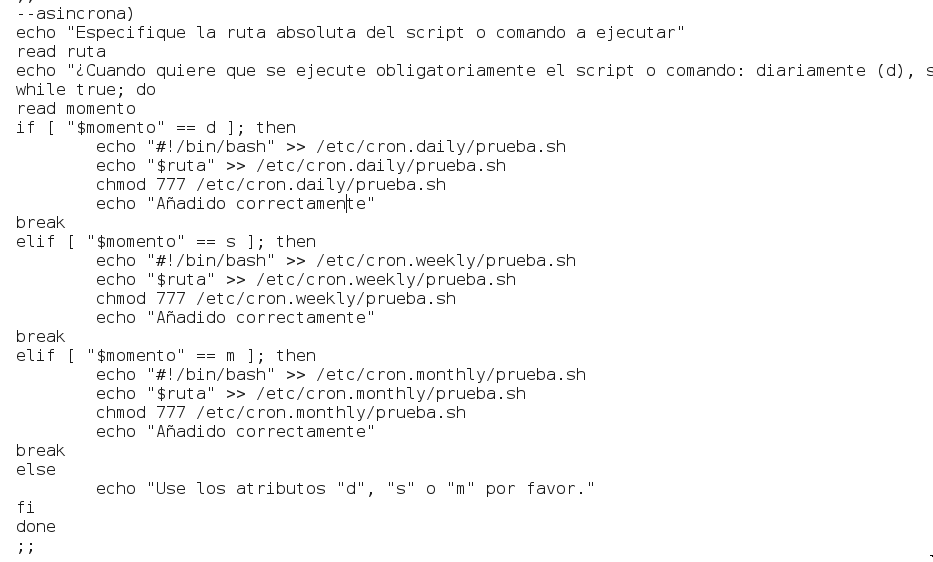 --asincrona)
echo "Especifique la ruta absoluta del script o comando a ejecutar"
read ruta
echo "¿Cuando quiere que se ejecute obligatoriamente el script o comando: diariamente (d), s
while true; do
read momento
if [ "$momento" == d ]; then
        echo "#!/bin/bash" >> /etc/cron.daily/prueba.sh
        echo "$ruta" >> /etc/cron.daily/prueba.sh
        chmod 777 /etc/cron.daily/prueba.sh
        echo "Añadido correctamente"
break
elif [ "$momento" == s ]; then
        echo "#!/bin/bash" >> /etc/cron.weekly/prueba.sh
        echo "$ruta" >> /etc/cron.weekly/prueba.sh
        chmod 777 /etc/cron.weekly/prueba.sh
        echo "Añadido correctamente"
break
elif [ "$momento" == m ]; then
        echo "#!/bin/bash" >> /etc/cron.monthly/prueba.sh
        echo "$ruta" >> /etc/cron.monthly/prueba.sh
        chmod 777 /etc/cron.monthly/prueba.sh
        echo "Añadido correctamente"
break
else
        echo "Use los atributos "d", "s" o "m" por favor."
fi
done
;;